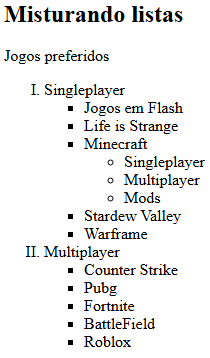 Misturando listas
Jogos preferidos
I. Singleplayer
▪ Jogos em Flash
▪ Life is Strange
▪ Minecraft
○ Singleplayer
○ Multiplayer
○ Mods
▪ Stardew Valley
▪ Warframe
II. Multiplayer
▪ Counter Strike
▪ Pubg
▪ Fortnite
▪ BattleField
▪ Roblox